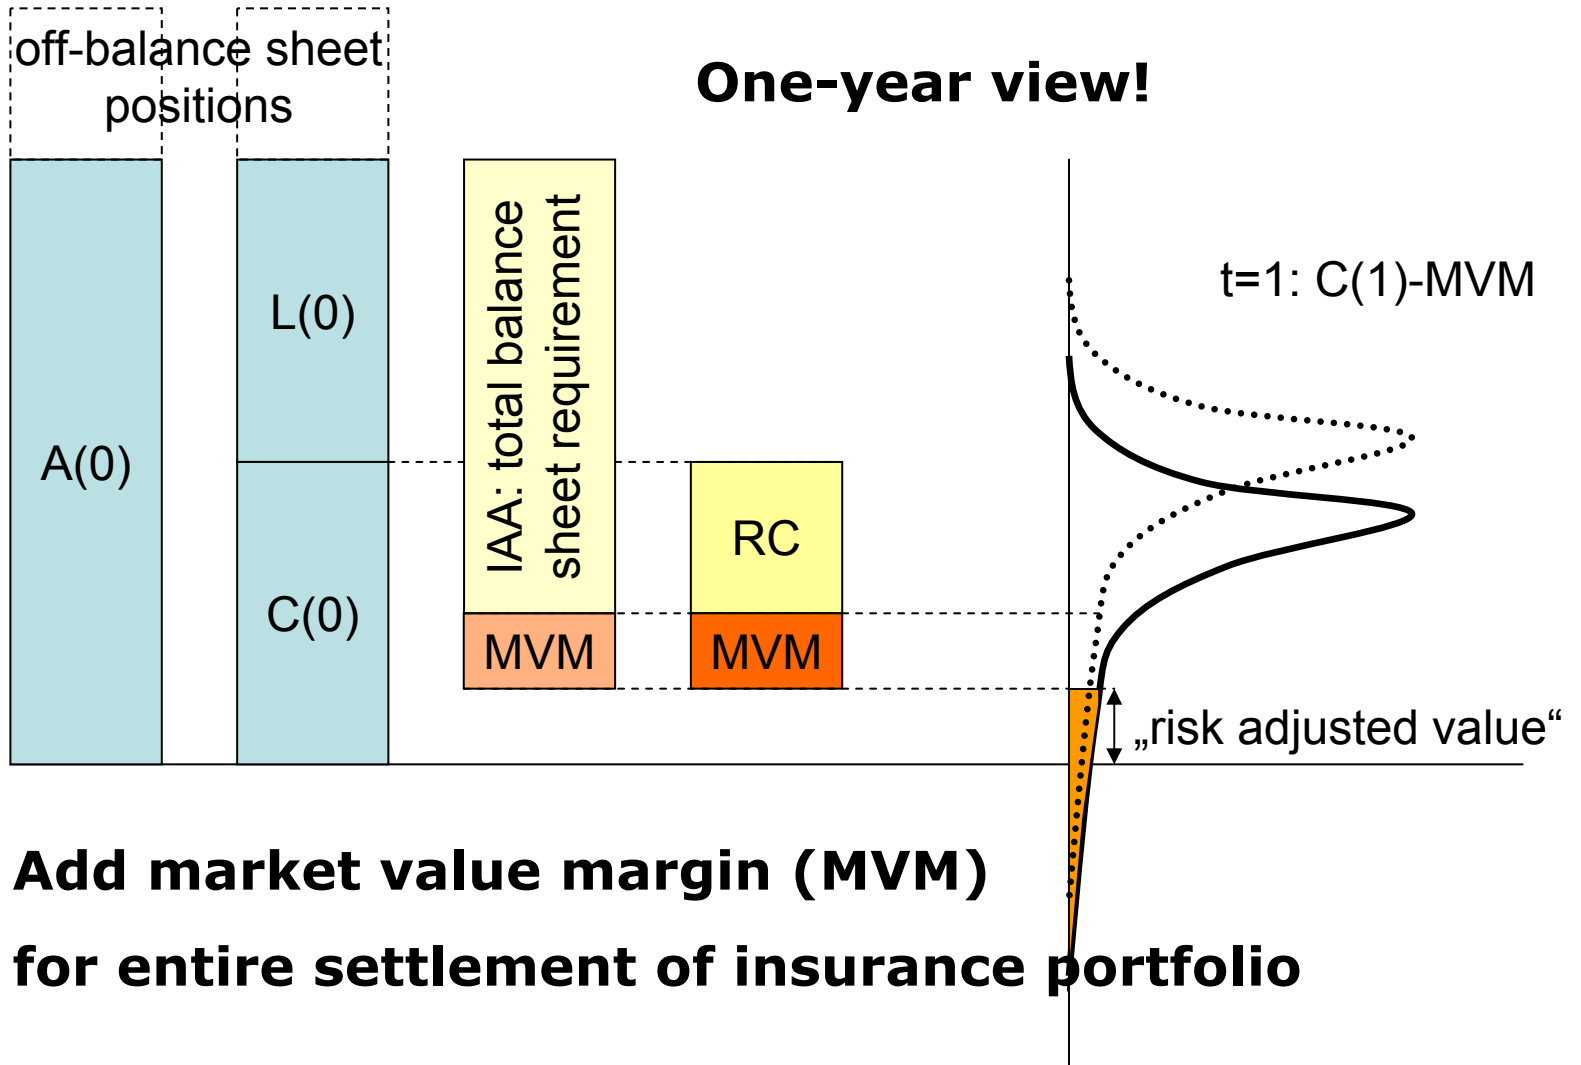 off-balance sheet
positions
One-year view!
A(0)
L(0)
C(0)
IAA: total balance
sheet requirement
MVM
RC
MVM
t=1: C(1)-MVM
„risk adjusted value“
Add market value margin (MVM)
for entire settlement of insurance portfolio